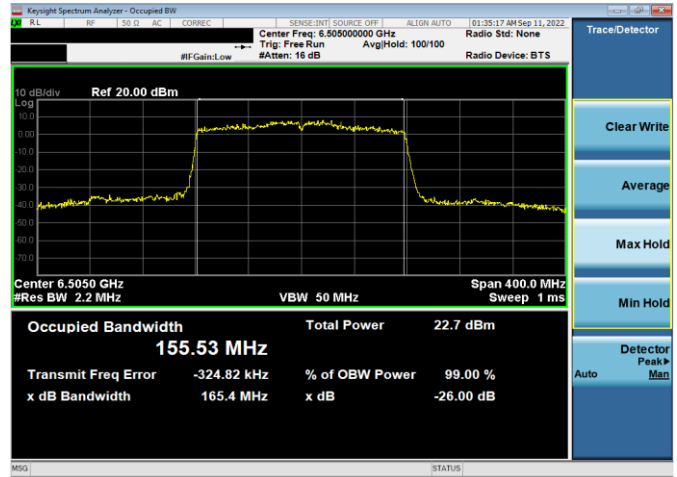 Keysight Spectrum Analyzer - Occupied BW
RL RF 50 Ω AC CORREC SENSE:INT SOURCE OFF ALIGN AUTO 01:35:17 AM Sep 11, 2022
Center Freq: 6.505000000 GHz Radio Std: None
Trig: Free Run Avg|Hold: 100/100
#IFGain:Low #Atten: 16 dB Radio Device: BTS
Trace/Detector
10 dB/div Ref 20.00 dBm
Log
10.0
0.00
-10.0
-20.0
-30.0
-40.0
-50.0
-60.0
-70.0
Center 6.5050 GHz Span 400.0 MHz
#Res BW 2.2 MHz VBW 50 MHz Sweep 1 ms
Occupied Bandwidth Total Power 22.7 dBm
155.53 MHz
Transmit Freq Error -324.82 kHz % of OBW Power 99.00 %
x dB Bandwidth 165.4 MHz x dB -26.00 dB
Clear Write
Average
Max Hold
Min Hold
Detector
Peak▶
Auto Man
MSG STATUS